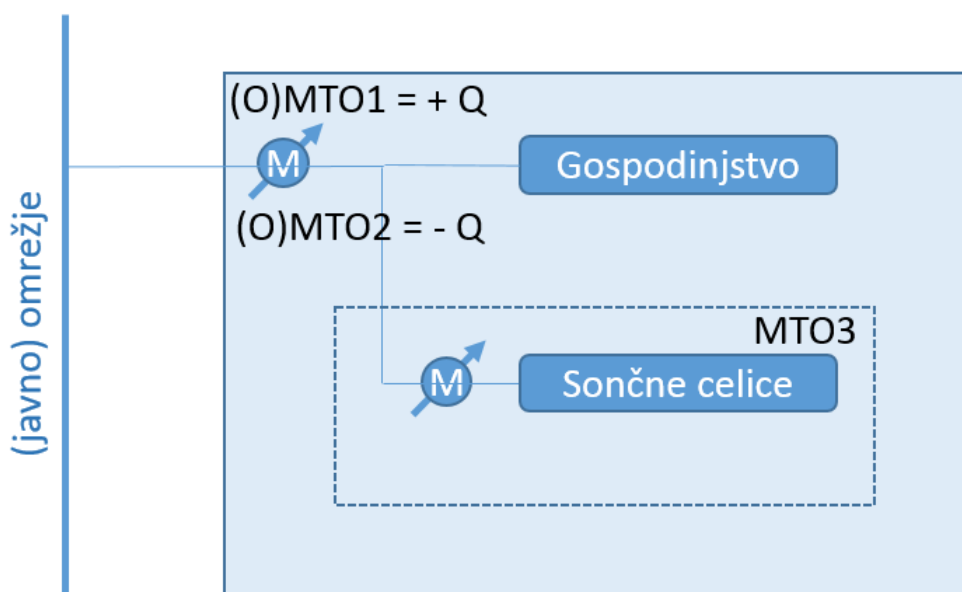 (O)MTO1 = + Q
M
Gospodinjstvo
(O)MTO2 = - Q
(javno) omrežje
MTO3
M
Sončne celice